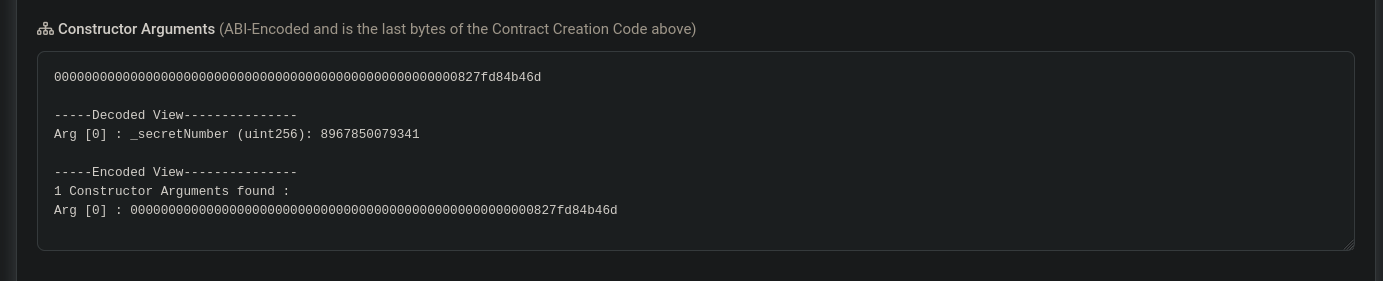 Constructor Arguments (ABI-Encoded and is the last bytes of the Contract Creation Code above)
00000000000000000000000000000000000000000000000000000827fd84b46d
-----Decoded View---------------
Arg [0] : _secretNumber (uint256): 8967850079341
-----Encoded View---------------
1 Constructor Arguments found :
Arg [0] : 00000000000000000000000000000000000000000000000000000827fd84b46d